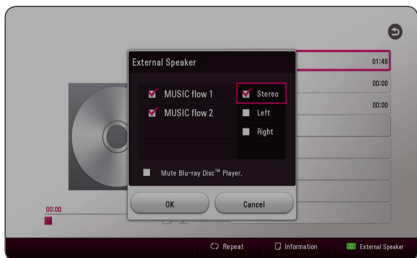 External Speaker
01:48
MUSIC flow 1
Stereo
00:00
MUSIC flow 2
Left
00:00
Right
Mute Blu-ray Disc™ Player.
OK
Cancel
00:00
Repeat
Information
External Speaker